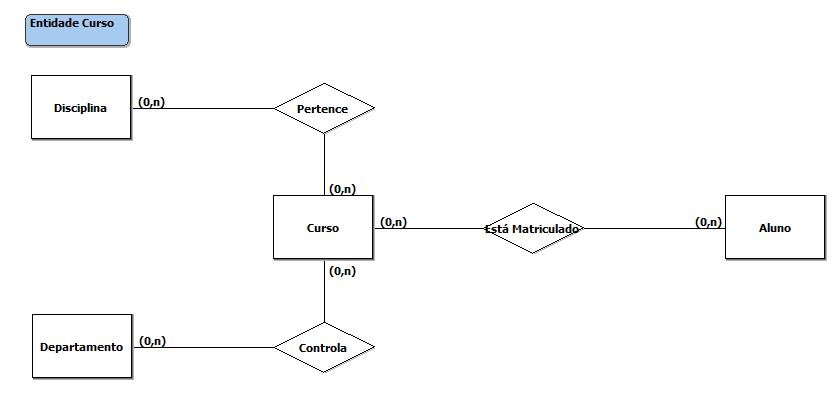 Entidade Curso
Disciplina
(0,n)
Pertence
(0,n)
Curso
(0,n)
Está Matriculado
(0,n)
Aluno
(0,n)
Departamento
(0,n)
Controla